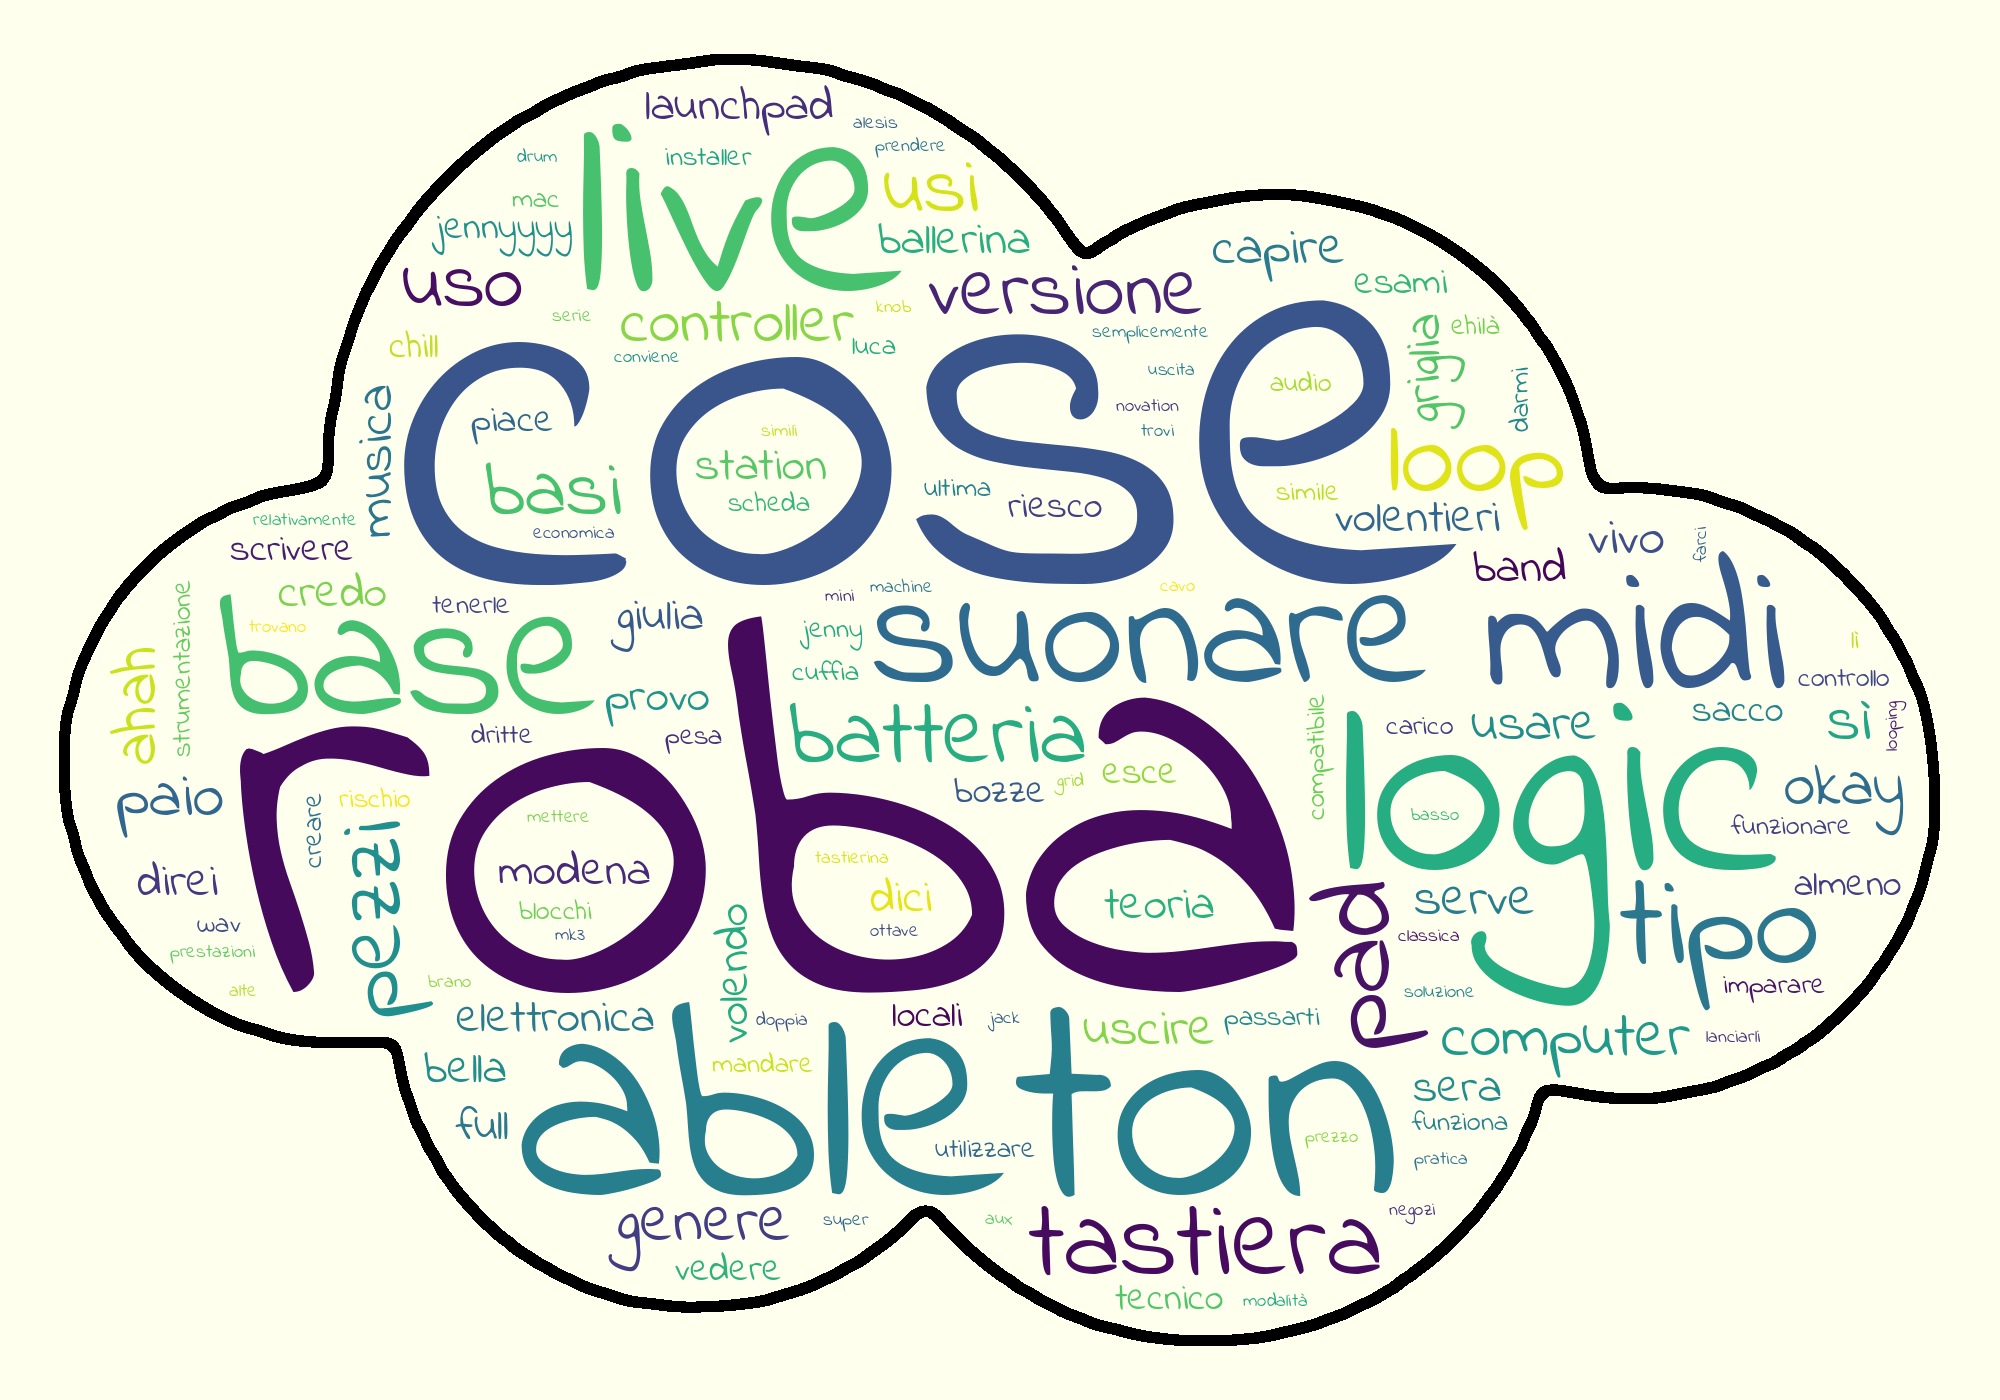 launchpad
alesis
drum
installer
prendere
live
mac
usi
jennyyyy
ballerina
capire
uso
versione
esami
serie
controller
knob
griglia
ehilà
chill
conviene
luca
semplicemente
cose
uscita
audio
darmi
musica
piace
simili
novation
trovi
loop
basi
station
scheda
ultima
riesco
simile
volentieri
relativamente
scrivere
economica
vivo
farci
band
strumentazione
credo
tenerle
giulia
mini
machine
cavo
suonare
midi
trovano
base
jenny
cuffia
lì
controllo
ahah
provo
compatibile
dritte
pesa
batteria
carico
usare
sacco
sì
looping
roba
logic
paio
creare
rischio
pezzi
bozze
grid
esce
okay
funzionare
mettere
basso
direi
modena
tastierina
dici
teoria
pad
serve
tipo
almeno
wav
blocchi
mk3
ottave
volendo
classica
prestazioni
alte
brano
soluzione
imparare
elettronica
doppia
locali
jack
uscire
passarti
computer
lanciarli
bella
mandare
ableton
sera
full
utilizzare
prezzo
funziona
pratica
genere
super
aux
tastiera
negozi
vedere
tecnico
modalità